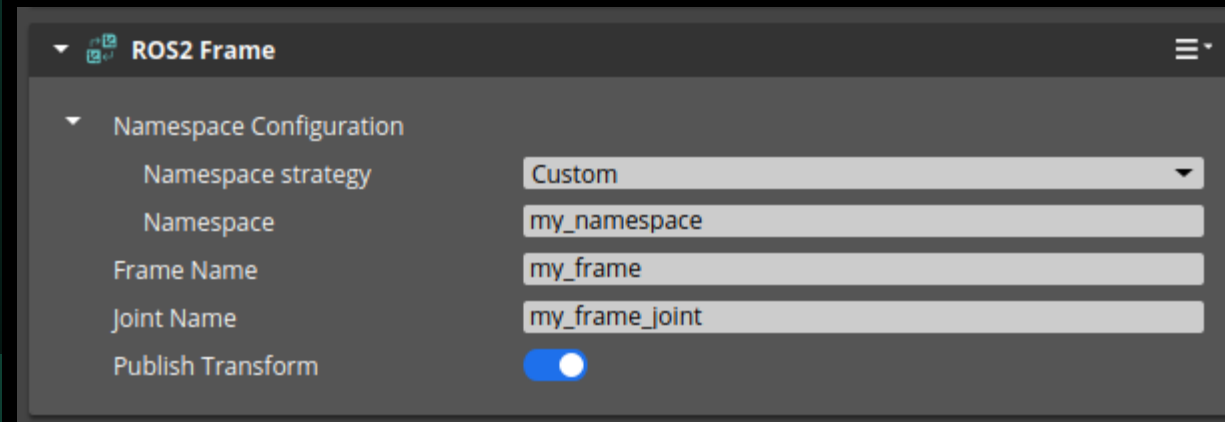 ROS2 Frame
Namespace Configuration
Namespace strategy Custom
Namespace my_namespace
Frame Name my_frame
Joint Name my_frame_joint
Publish Transform